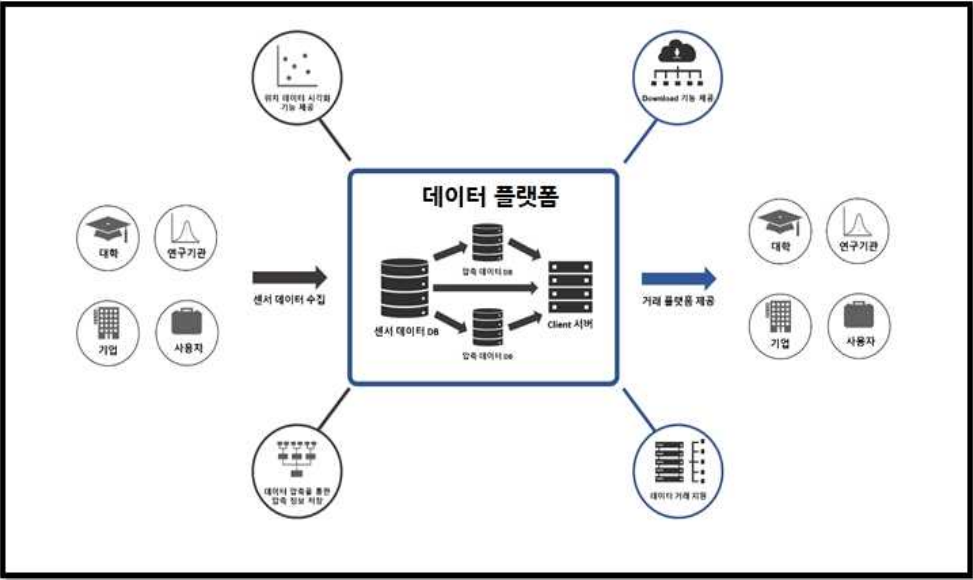 위치 데이터 시각화
기능 제공
Download 기능 제공
데이터 플랫폼
대학
연구기관
기업
사용자
센서 데이터 수집
센서 데이터 DB
압축 데이터 DB
압축 데이터 DB
Client 서버
거래 플랫폼 제공
대학
연구기관
기업
사용자
데이터 압축을 통한
압축 정보 저장
데이터 거래 지원